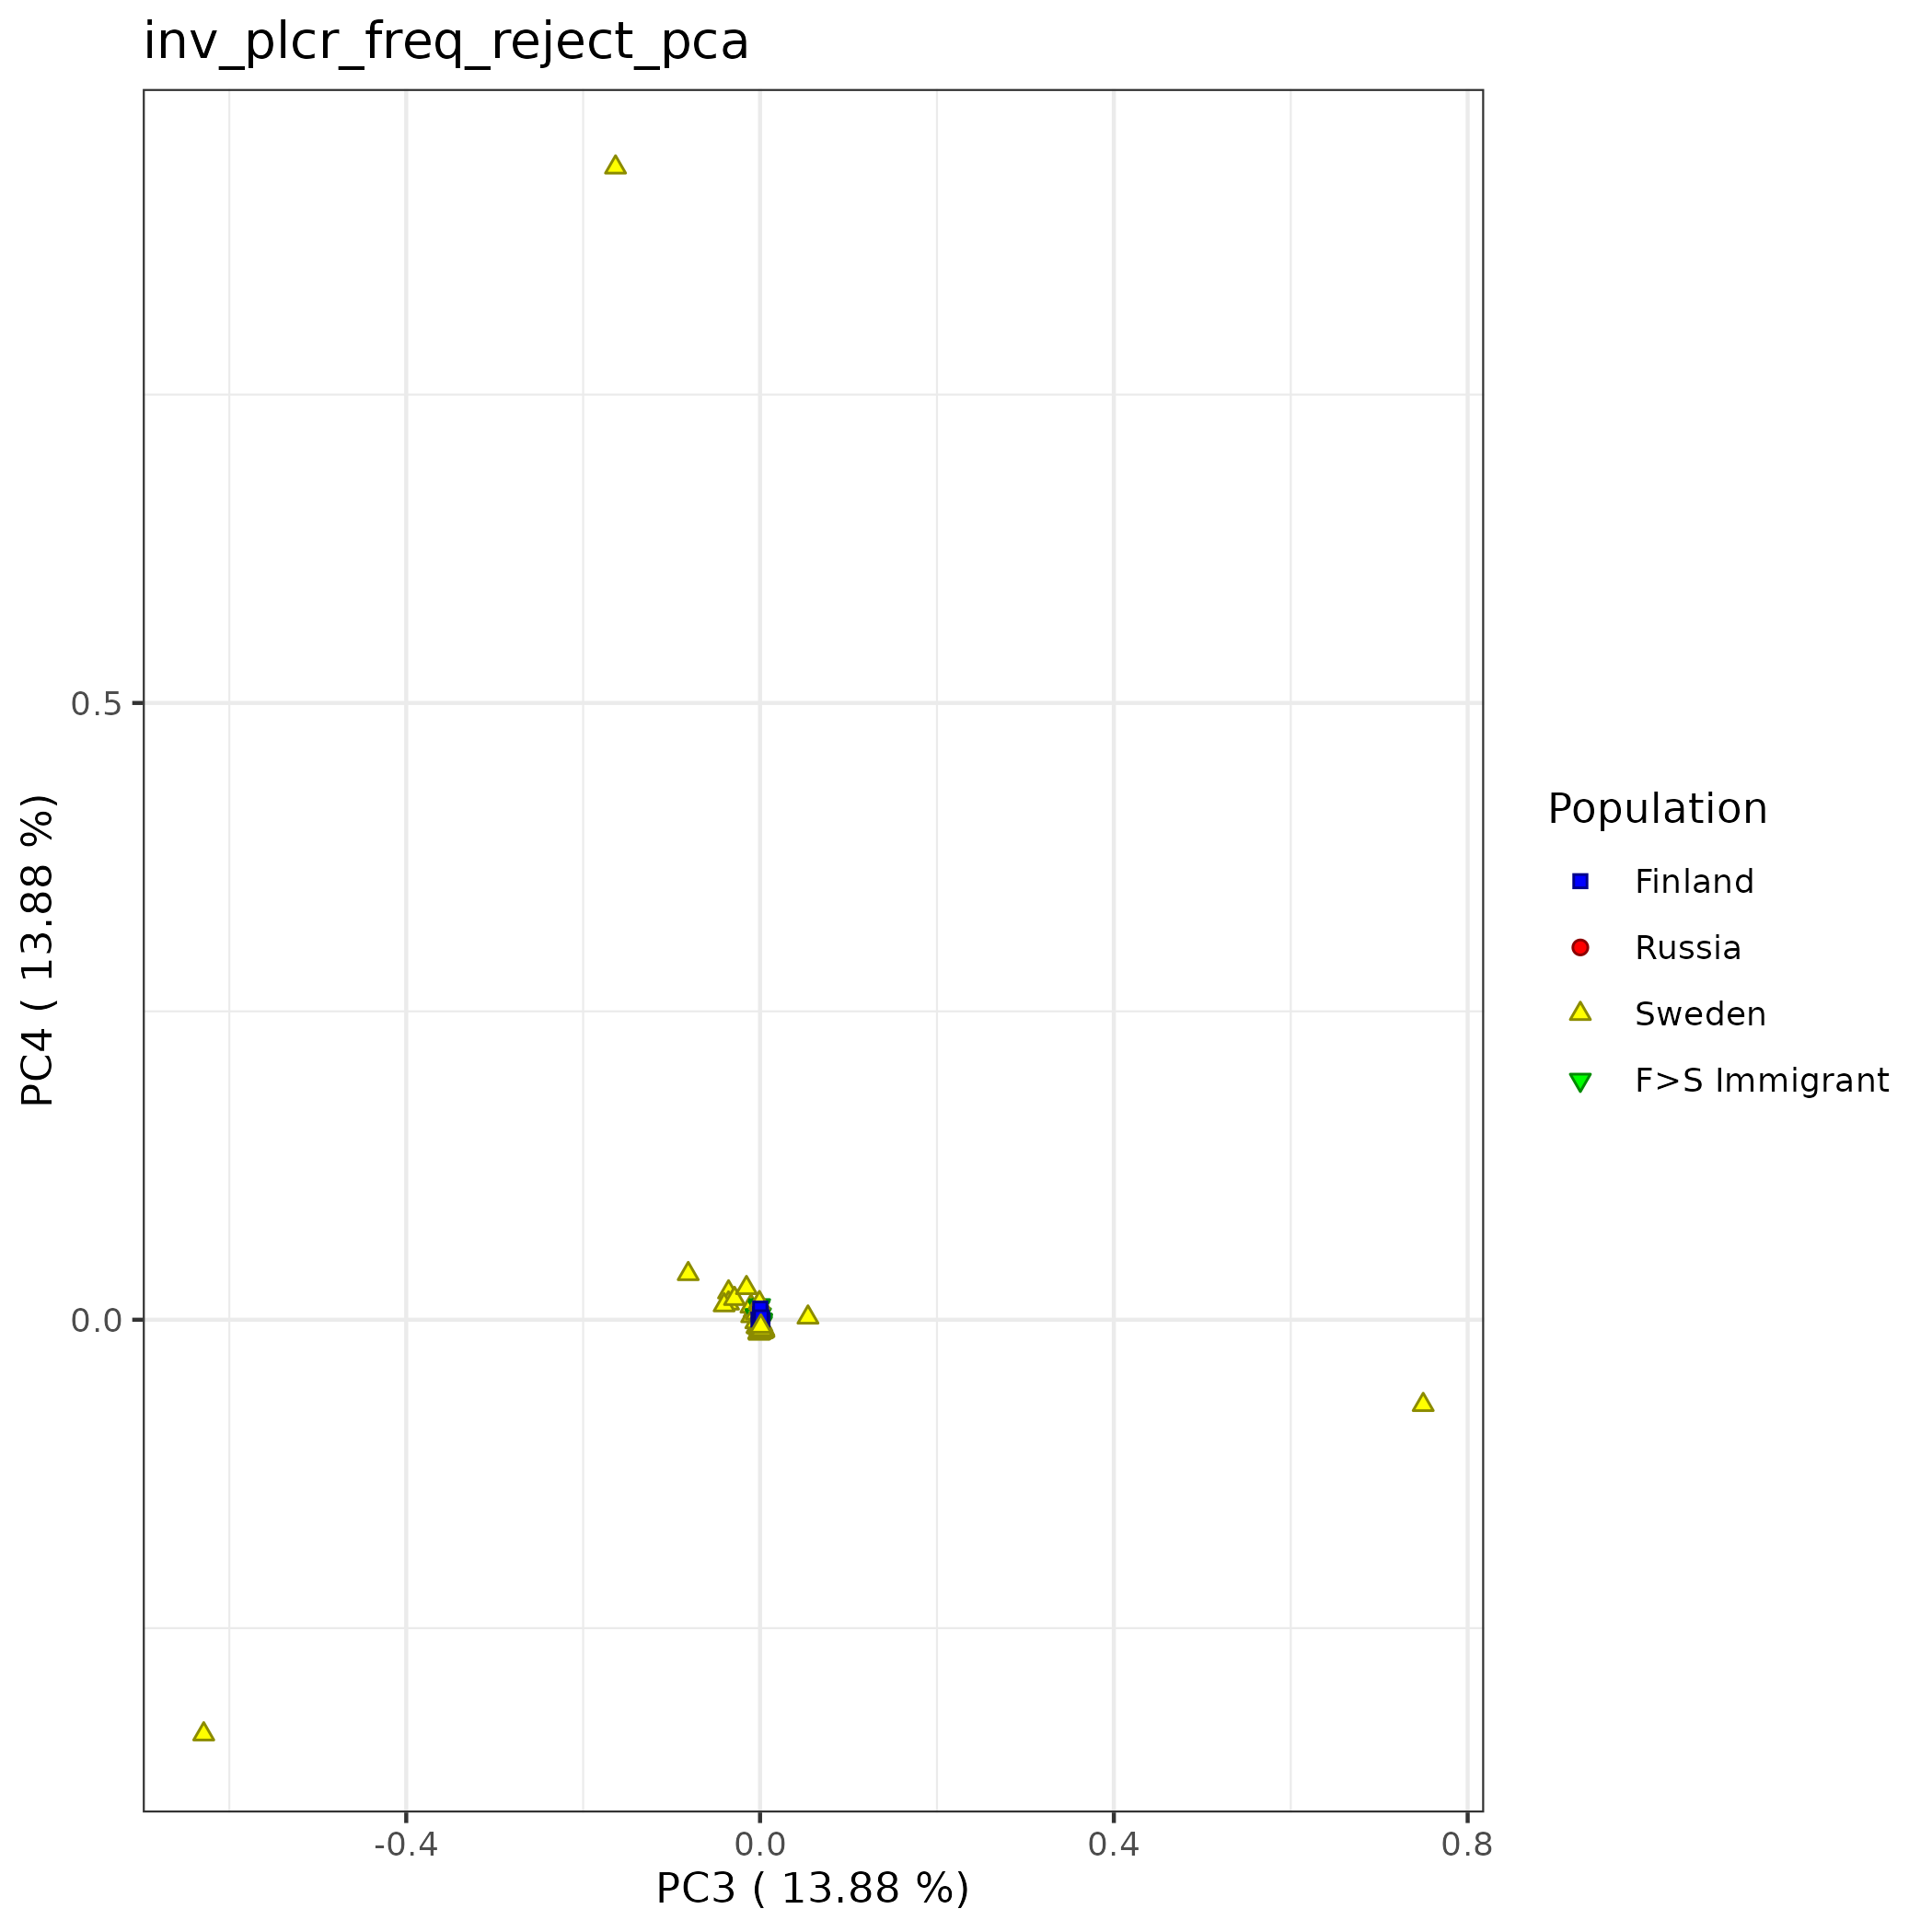 inv_plcr_freq_reject_pca
PC4 ( 13.88 %)
0.5
0.0
-0.4
0.0
0.4
0.8
PC3 ( 13.88 %)
Population
Finland
Russia
Sweden
F>S Immigrant